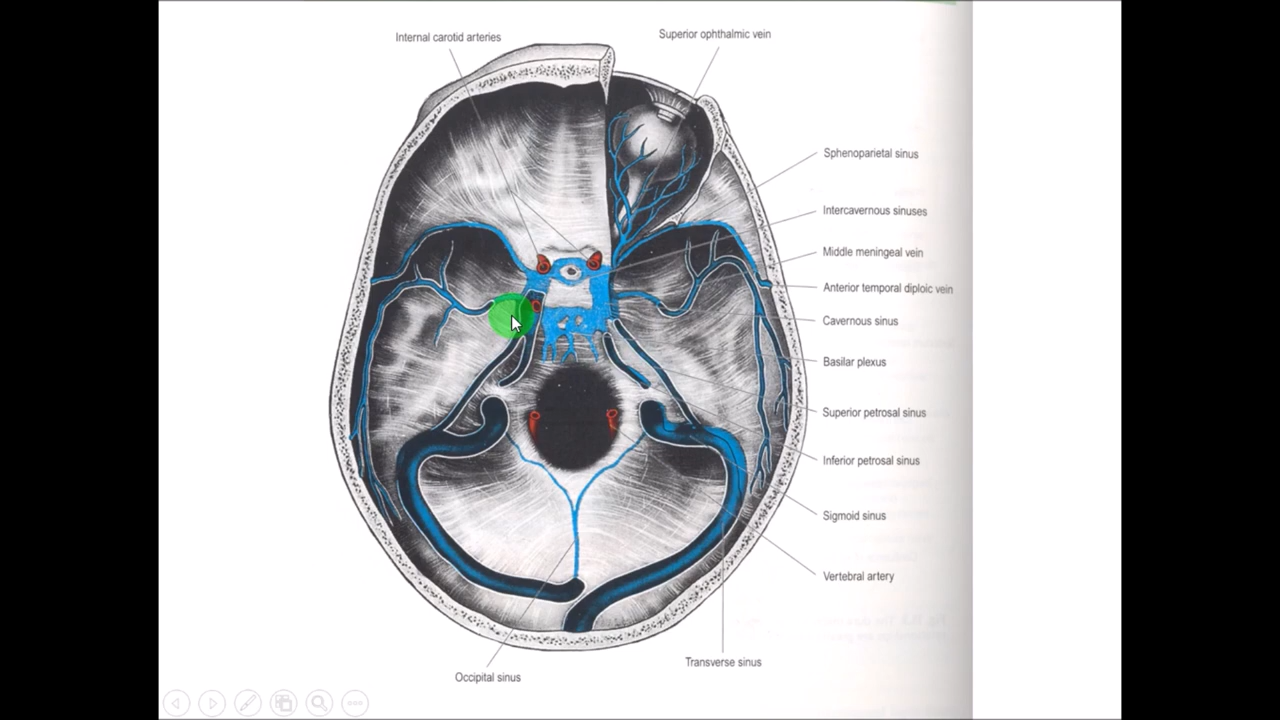 Internal carotid arteries
Superior ophthalmic vein
Sphenoparietal sinus
Intercavernous sinuses
Middle meningeal vein
Anterior temporal diploic vein
Cavernous sinus
Basilar plexus
Superior petrosal sinus
Inferior petrosal sinus
Sigmoid sinus
Vertebral artery
Transverse sinus
Occipital sinus